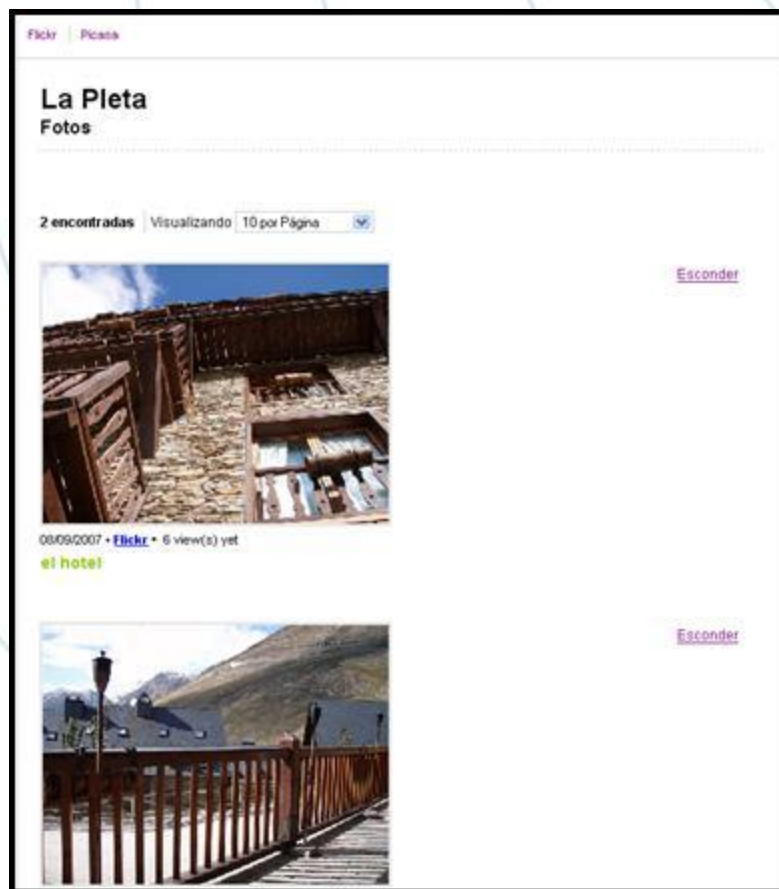 Flickr Picasa
La Pleta
Fotos
2 encontradas Visualizando 10 por Página
Esconder
08/09/2007 • Flickr • 6 view(s) yet
el hotel
Esconder